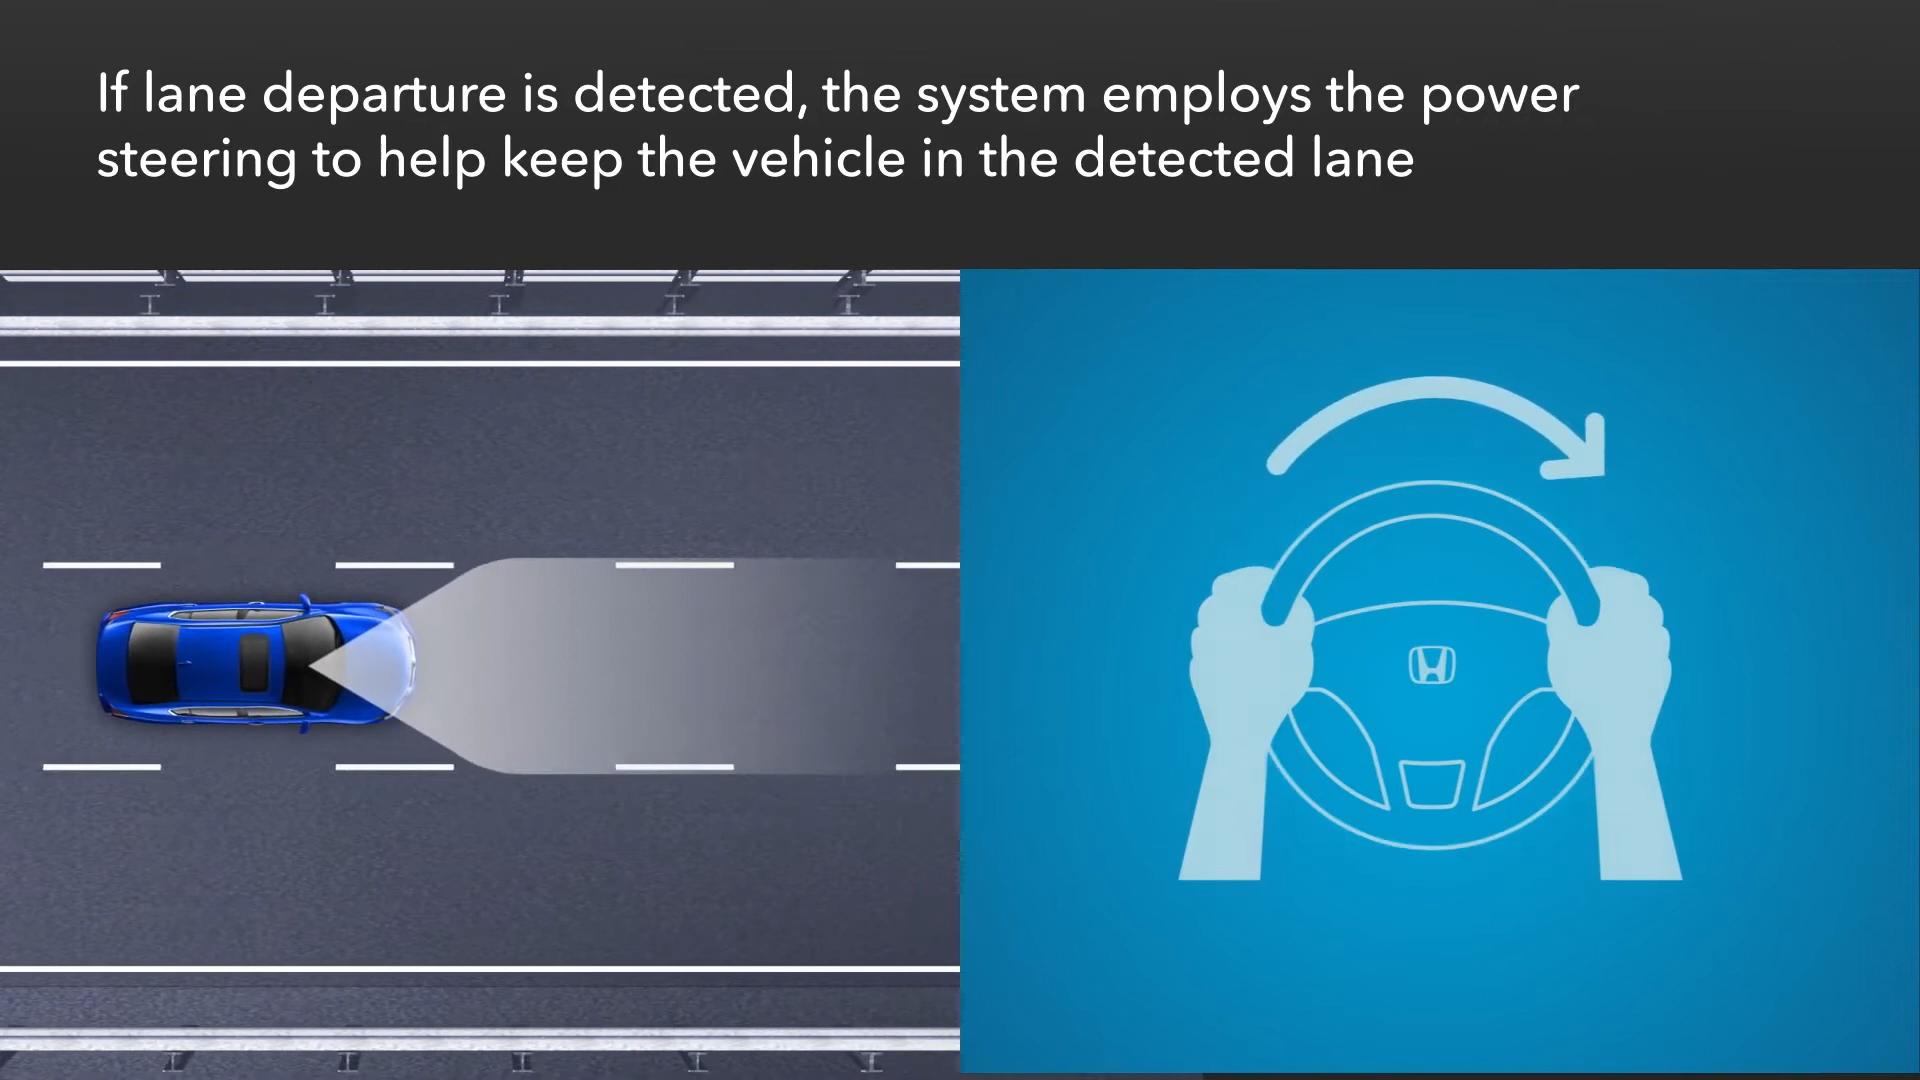 If lane departure is detected, the system employs the power
steering to help keep the vehicle in the detected lane